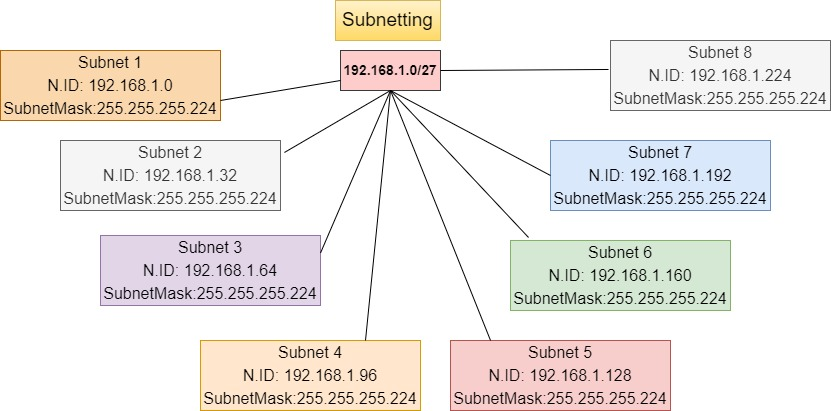 Subnetting
192.168.1.0/27
Subnet 1
N.ID: 192.168.1.0
SubnetMask:255.255.255.224
Subnet 2
N.ID: 192.168.1.32
SubnetMask:255.255.255.224
Subnet 3
N.ID: 192.168.1.64
SubnetMask:255.255.255.224
Subnet 4
N.ID: 192.168.1.96
SubnetMask:255.255.255.224
Subnet 5
N.ID: 192.168.1.128
SubnetMask:255.255.255.224
Subnet 6
N.ID: 192.168.1.160
SubnetMask:255.255.255.224
Subnet 7
N.ID: 192.168.1.192
SubnetMask:255.255.255.224
Subnet 8
N.ID: 192.168.1.224
SubnetMask:255.255.255.224